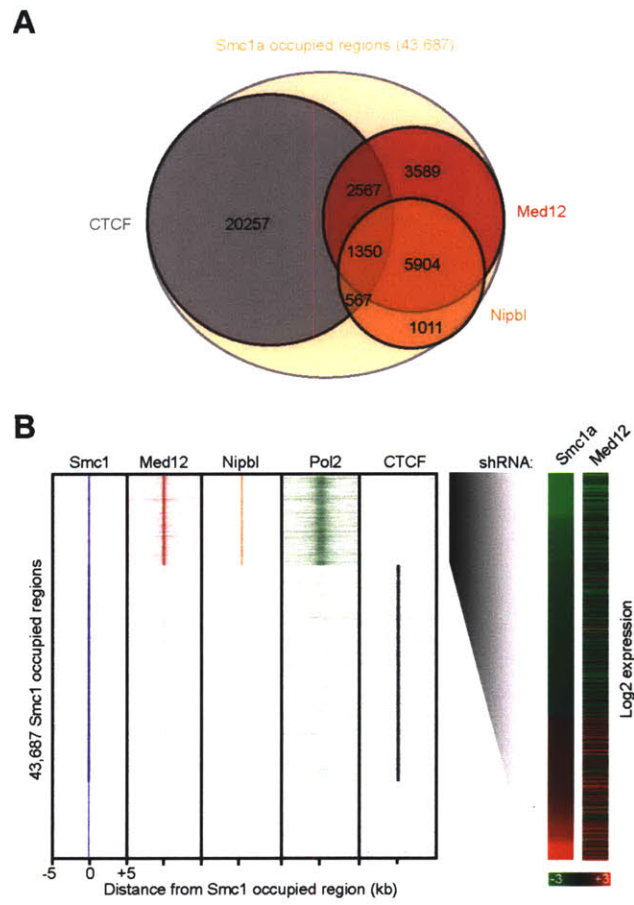 A
Smc1a occupied regions (43,687)
CTCF
20257
2567
3589
Med12
1350
5904
567
1011
Nipbl
B
Smc1 Med12 Nipbl Pol2 CTCF
shRNA: Smc1a Med12
43,687 Smc1 occupied regions
Log2 expression
-5 0 +5
Distance from Smc1 occupied region (kb)
-3 +3